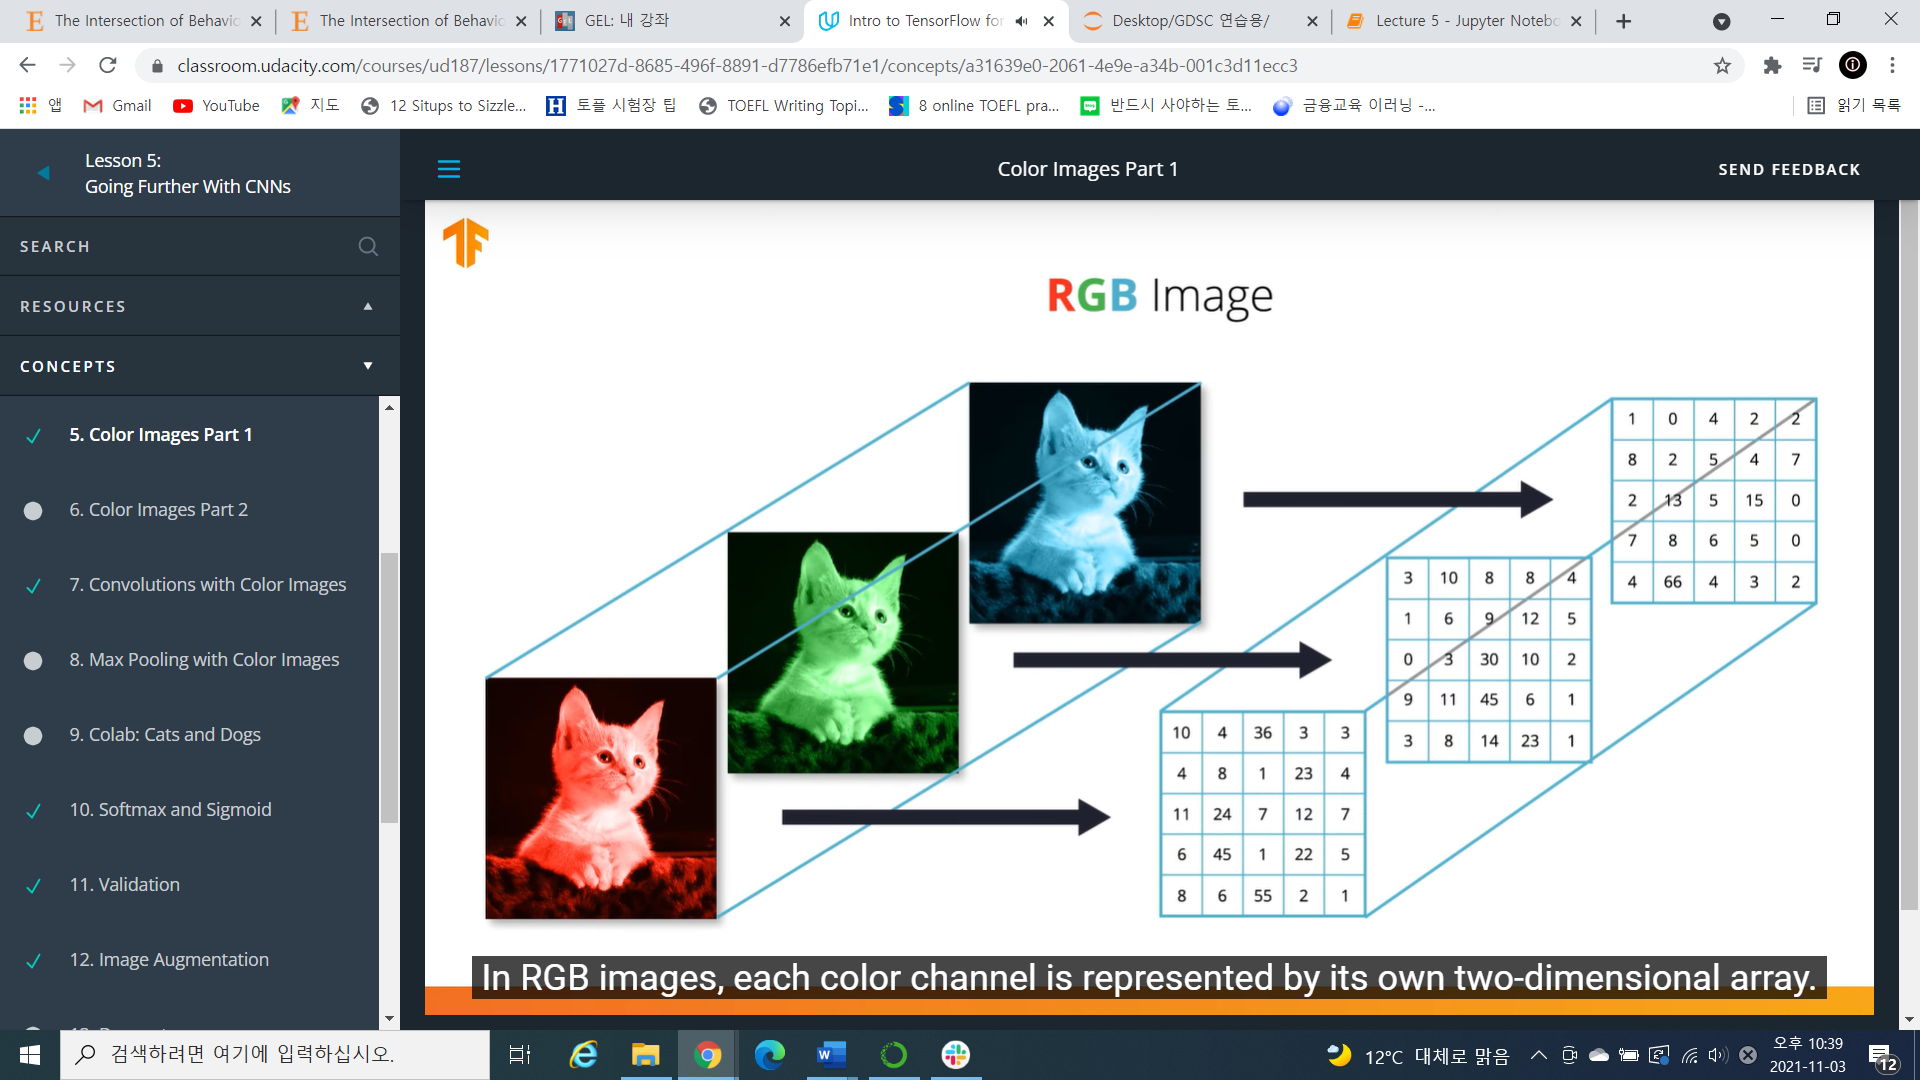 The Intersection of Behavio
The Intersection of Behavio
GEL: 내 강좌
Intro to TensorFlow for
Desktop/GDSC 연습용/
Lecture 5 - Jupyter Notebo
classroom.udacity.com/courses/ud187/lessons/1771027d-8685-496f-8891-d7786efb71e1/concepts/a31639e0-2061-4e9e-a34b-001c3d11ecc3
앱
Gmail
YouTube
지도
12 Situps to Sizzle...
토플 시험장 팁
TOEFL Writing Topi...
8 online TOEFL pra...
반드시 사야하는 토...
금융교육 이러닝 -...
읽기 목록
Lesson 5:
Going Further With CNNs
Color Images Part 1
SEND FEEDBACK
SEARCH
RESOURCES
CONCEPTS
5. Color Images Part 1
6. Color Images Part 2
7. Convolutions with Color Images
8. Max Pooling with Color Images
9. Colab: Cats and Dogs
10. Softmax and Sigmoid
11. Validation
12. Image Augmentation
RGB Image
1 0 4 2 2
8 2 5 4 7
2 13 5 15 0
7 8 6 5 0
4 66 4 3 2
3 10 8 8 4
1 6 9 12 5
0 3 30 10 2
9 11 45 6 1
3 8 14 23 1
10 4 36 3 3
4 8 1 23 4
11 24 7 12 7
6 45 1 22 5
8 6 55 2 1
In RGB images, each color channel is represented by its own two-dimensional array.
검색하려면 여기에 입력하십시오.
12°C 대체로 맑음
오후 10:39
2021-11-03
12